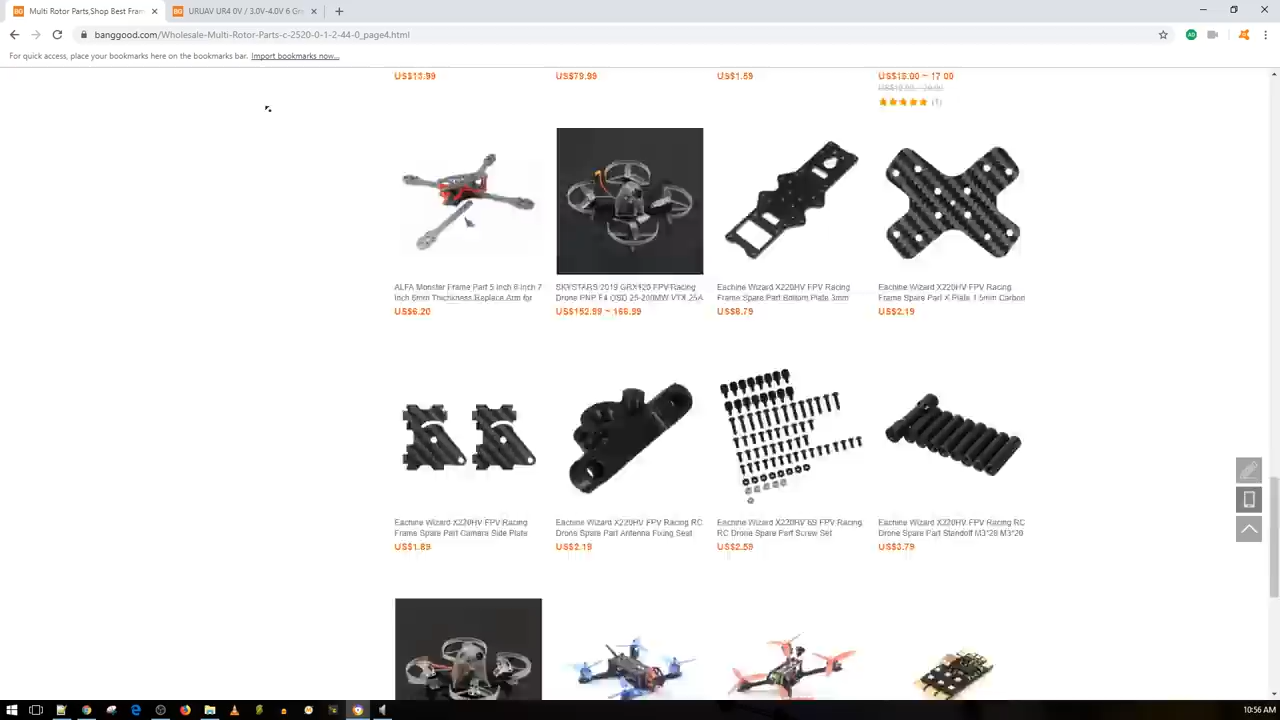 Multi Rotor Parts,Shop Best Fram
URUAV UR4 0V / 3.0V-4.0V 6 Gre
banggood.com/Wholesale-Multi-Rotor-Parts-c-2520-0-1-2-44-0_page4.html
For quick access, place your bookmarks here on the bookmarks bar. Import bookmarks now...
US$13.99
US$79.99
US$1.59
US$15.00 ~ 17.00
(1)
ALFA Monster Frame Part 5 Inch 6 Inch 7
Inch 6mm Thickness Replace Arm for
US$6.20
SKYSTARS 2019 GRX120 FPV Racing
Drone PNP F4 OSD 25-200MW VTX 25A
US$152.99 ~ 166.99
Eachine Wizard X220HV FPV Racing
Frame Spare Part Bottom Plate 3mm
US$8.79
Eachine Wizard X220HV FPV Racing
Frame Spare Part X Plate 1.5mm Carbon
US$2.19
Eachine Wizard X220HV FPV Racing
Frame Spare Part Camera Side Plate
US$1.89
Eachine Wizard X220HV FPV Racing RC
Drone Spare Part Antenna Fixing Seat
US$2.19
Eachine Wizard X220HV 6S FPV Racing
RC Drone Spare Part Screw Set
US$2.59
Eachine Wizard X220HV FPV Racing RC
Drone Spare Part Standoff M3*28 M3*20
US$3.79
10:56 AM